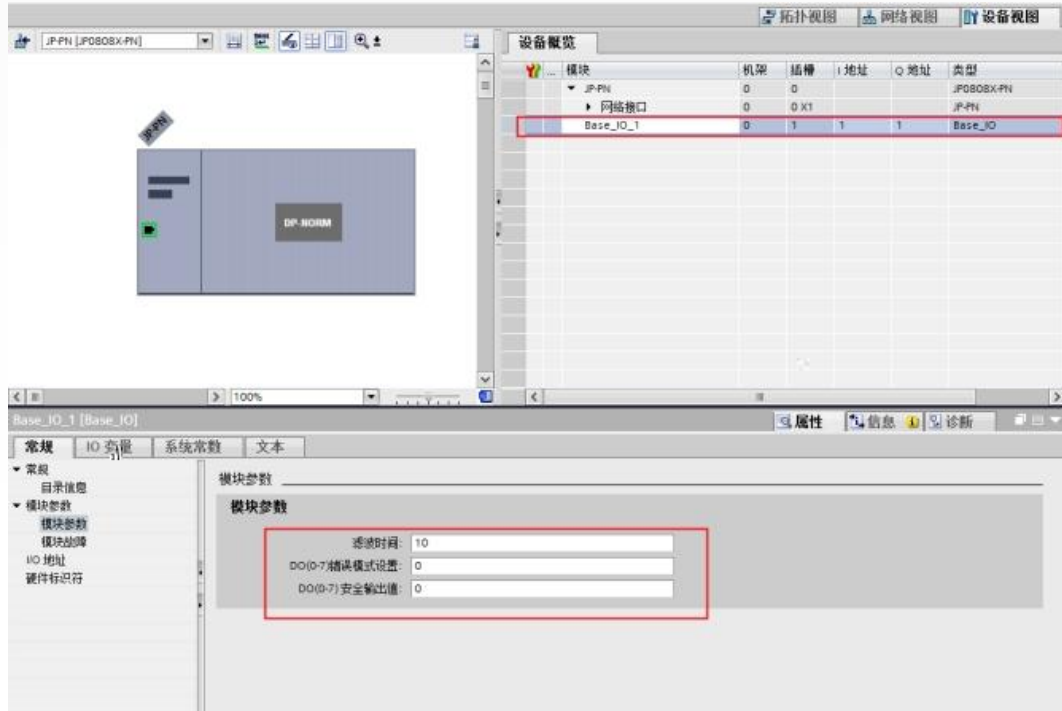 拓扑视图 网络视图 设备视图
JP-PN [JP0808X-PN]
设备概览
... 模块 机架 插槽 I 地址 Q 地址 类型
JP-PN 0 0 JP0808X-PN
网络接口 0 0 X1 JP-PN
Base_IO_1 0 1 1 1 Base_IO
JP-PN
DP-NORM
100%
Base_IO_1 [Base_IO]
属性 信息 诊断
常规 IO 变量 系统常数 文本
常规
目录信息
模块参数
模块参数
模块故障
I/O 地址
硬件标识符
模块参数
模块参数
滤波时间: 10
DO(0-7)错误模式设置: 0
DO(0-7)安全输出值: 0